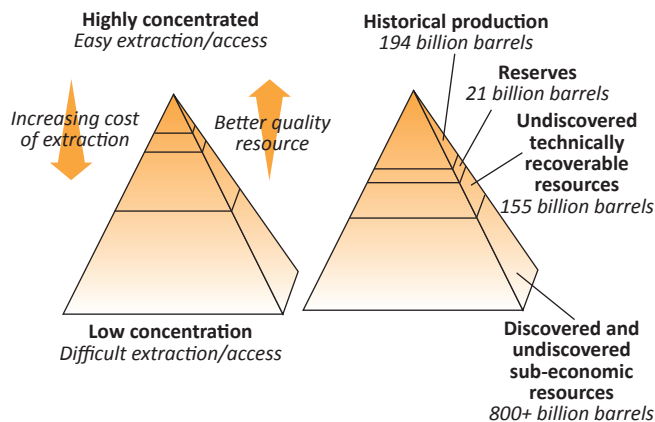 Highly concentrated
Easy extraction/access
Increasing cost
of extraction
Better quality
resource
Low concentration
Difficult extraction/access
Historical production
194 billion barrels
Reserves
21 billion barrels
Undiscovered
technically
recoverable
resources
155 billion barrels
Discovered and
undiscovered
sub-economic
resources
800+ billion barrels